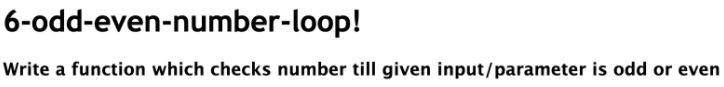 6-odd-even-number-loop!
Write a function which checks number till given input/parameter is odd or even